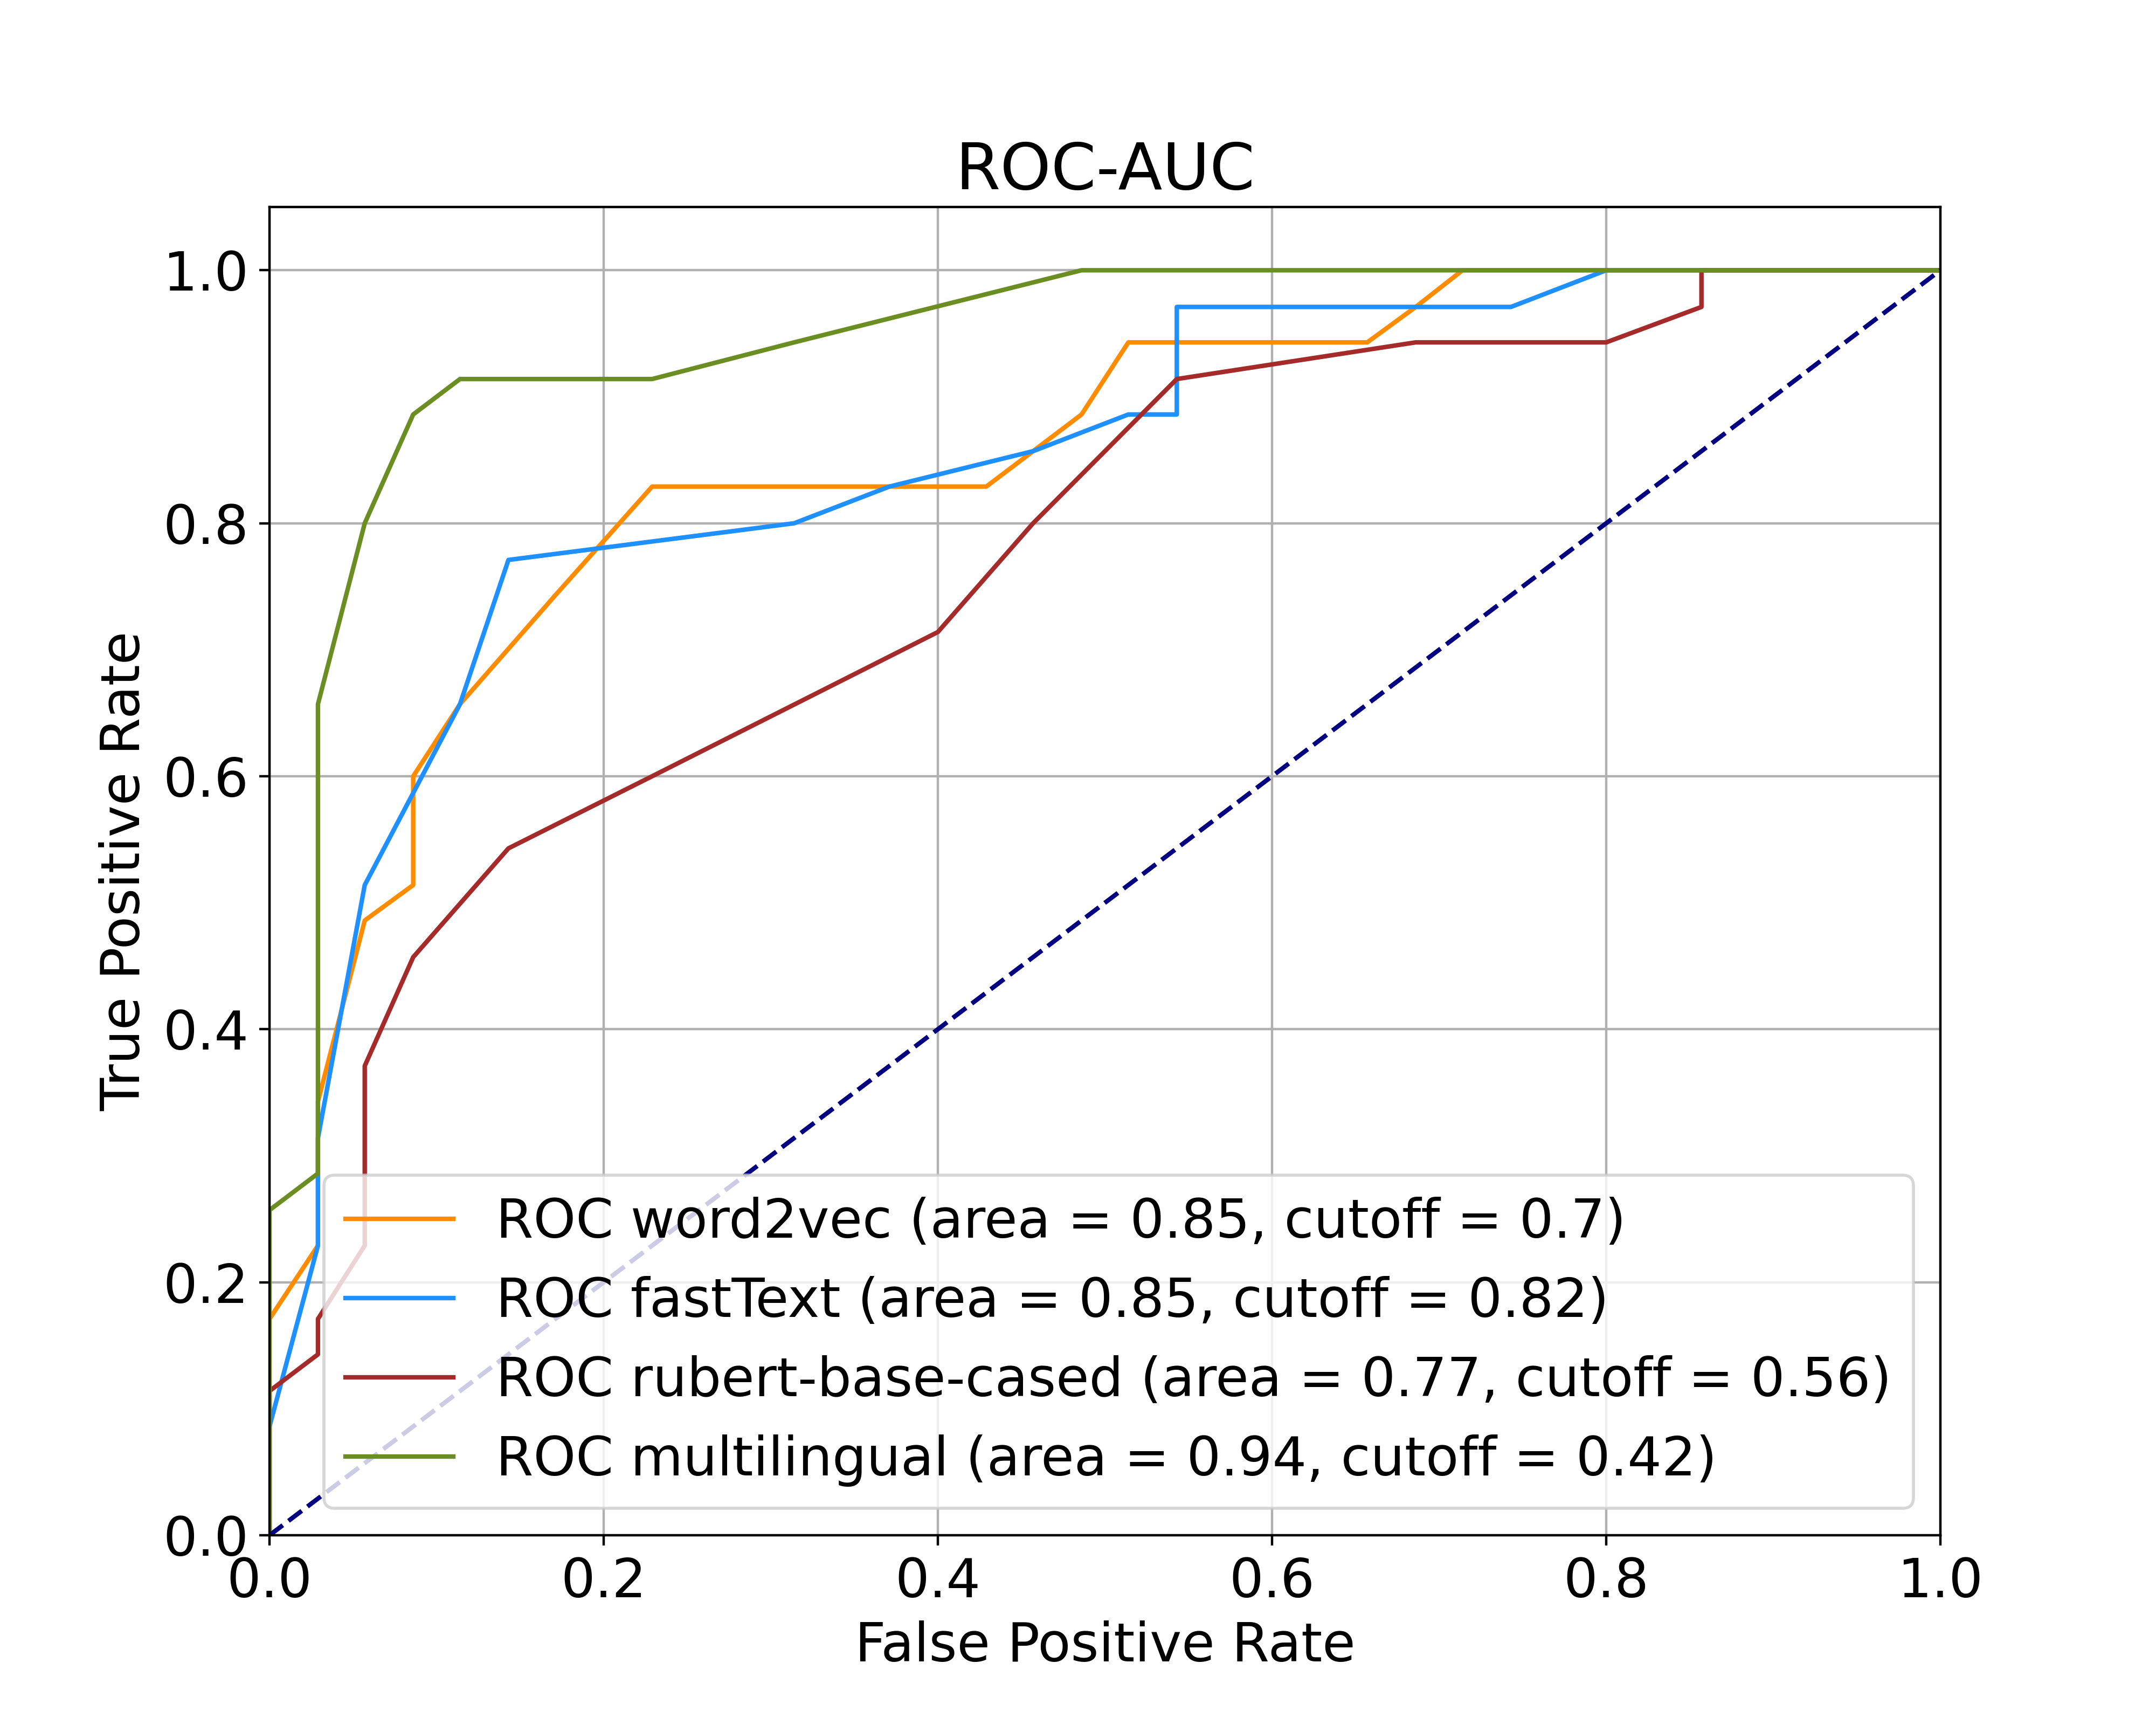 ROC-AUC
1.0
0.8
0.6
0.4
0.2
0.0
True Positive Rate
ROC word2vec (area = 0.85, cutoff = 0.7)
ROC fastText (area = 0.85, cutoff = 0.82)
ROC rubert-base-cased (area = 0.77, cutoff = 0.56)
ROC multilingual (area = 0.94, cutoff = 0.42)
0.0 0.2 0.4 0.6 0.8 1.0
False Positive Rate